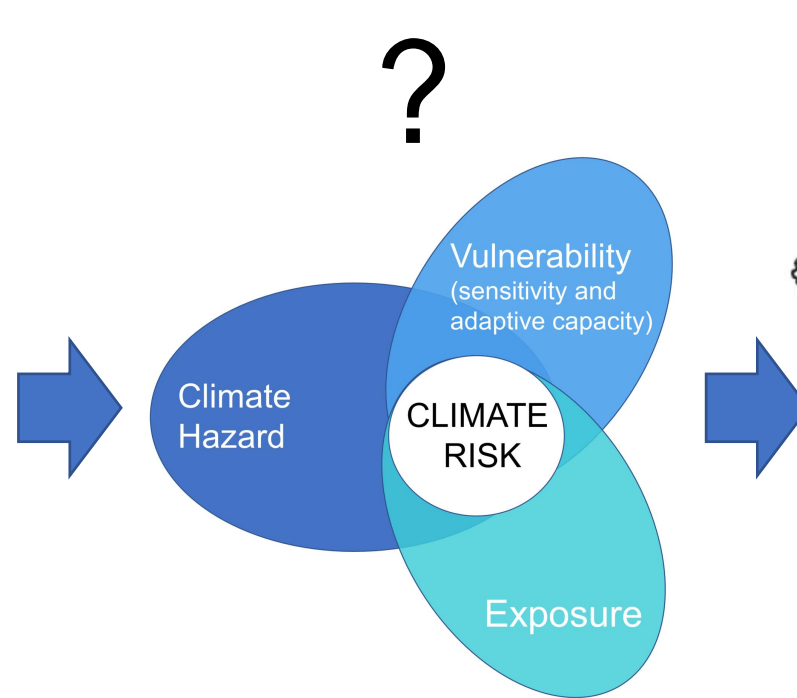 ?
Vulnerability
(sensitivity and
adaptive capacity)
Climate
Hazard
CLIMATE
RISK
Exposure